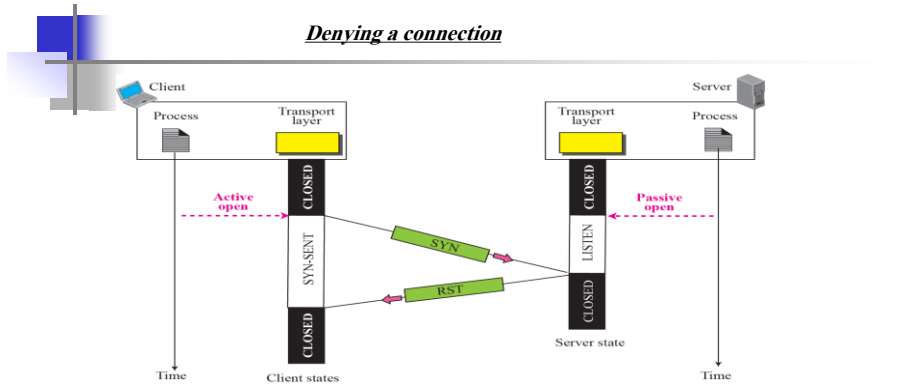 Denying a connection
Client
Server
Process
Transport
layer
Transport
layer
Process
CLOSED
CLOSED
Active
open
Passive
open
SYN-SENT
SYN
LISTEN
RST
CLOSED
CLOSED
Server state
Time
Client states
Time